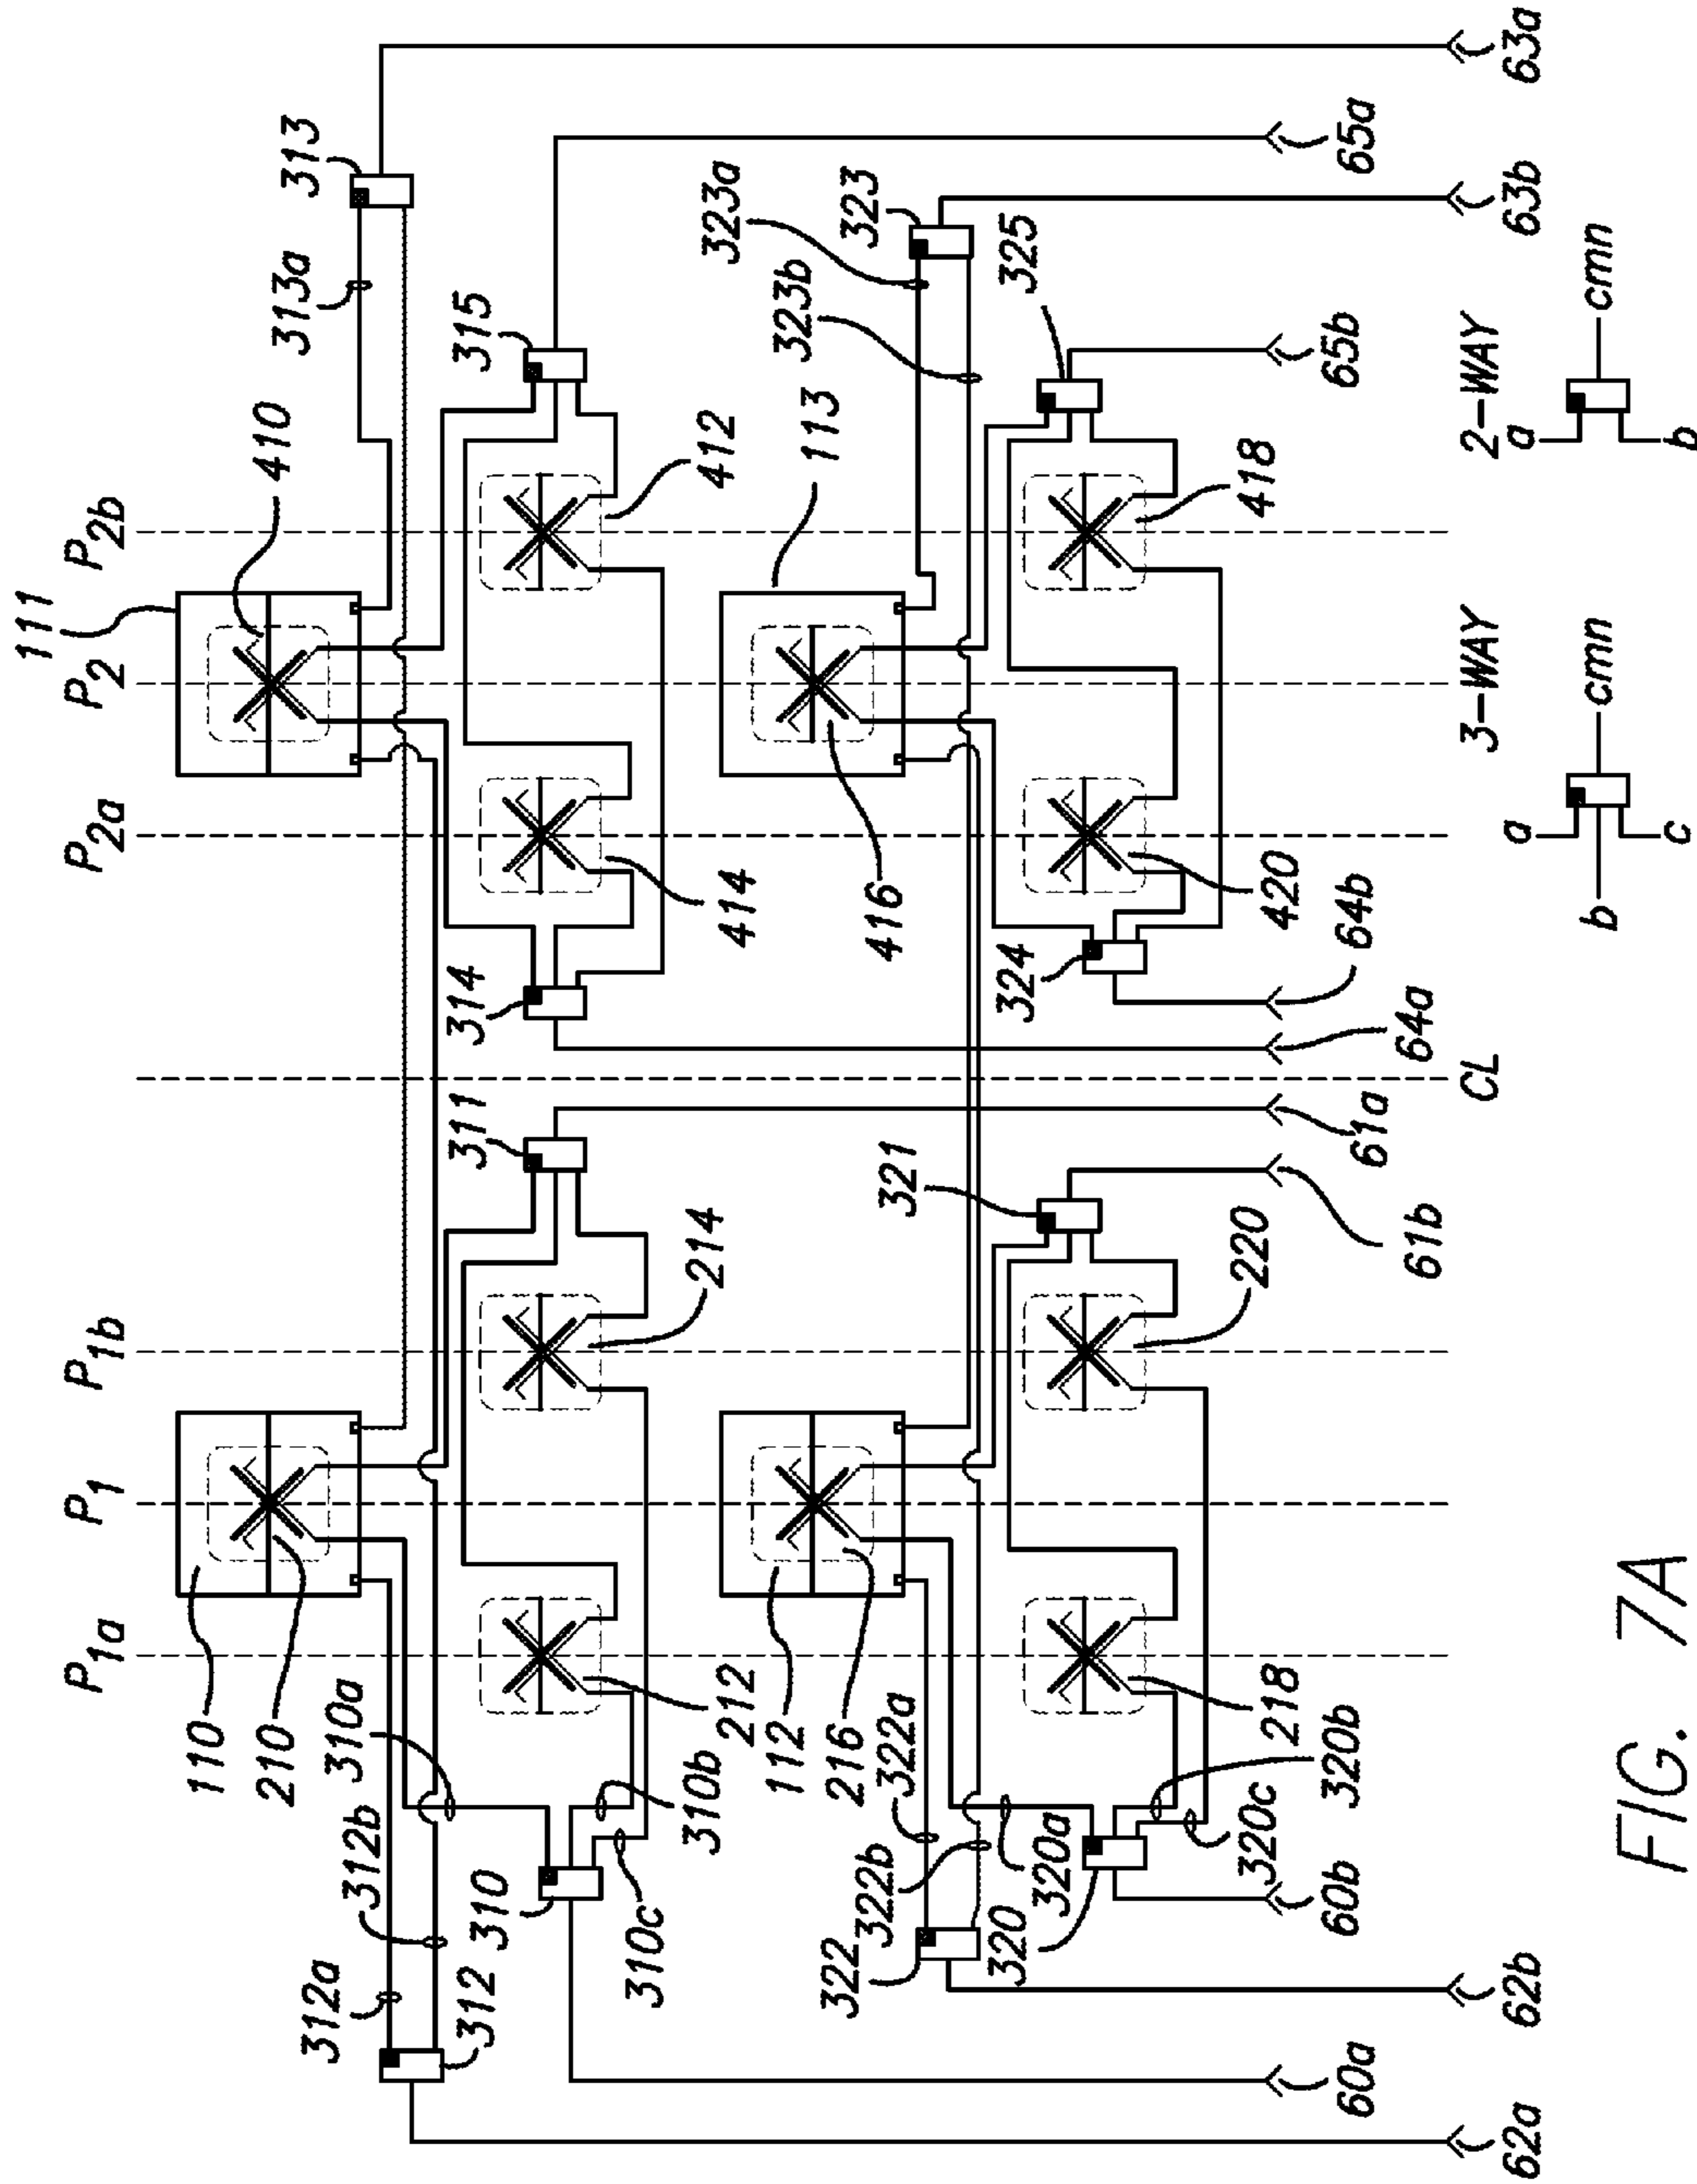 P1a
P1
P1b
P2a
P2
P2b
111
110
210
410
312a
312b
310a
313a
313
312
310
310b
310c
212
214
311
314
414
412
315
112
216
322a
322b
322
320a
320
113
416
323a
323b
323
321
324
325
218
320b
320c
220
420
418
62a
60a
62b
60b
61b
61a
CL
64a
64b
65b
63b
65a
63a
3-WAY
a
b
c
cmn
2-WAY
a
b
cmn
FIG. 7A